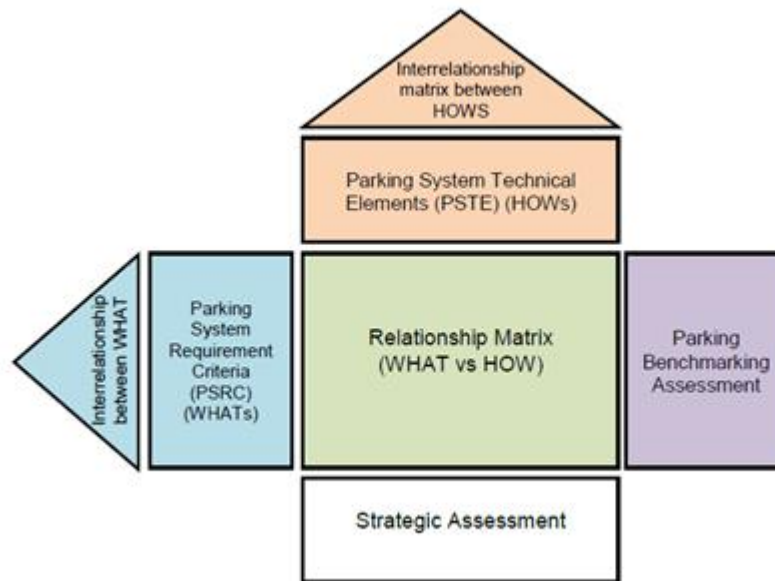 Interrelationship
matrix between
HOWS
Parking System Technical
Elements (PSTE) (HOWs)
Interrelationship
between WHAT
Parking
System
Requirement
Criteria
(PSRC)
(WHATs)
Relationship Matrix
(WHAT vs HOW)
Parking
Benchmarking
Assessment
Strategic Assessment